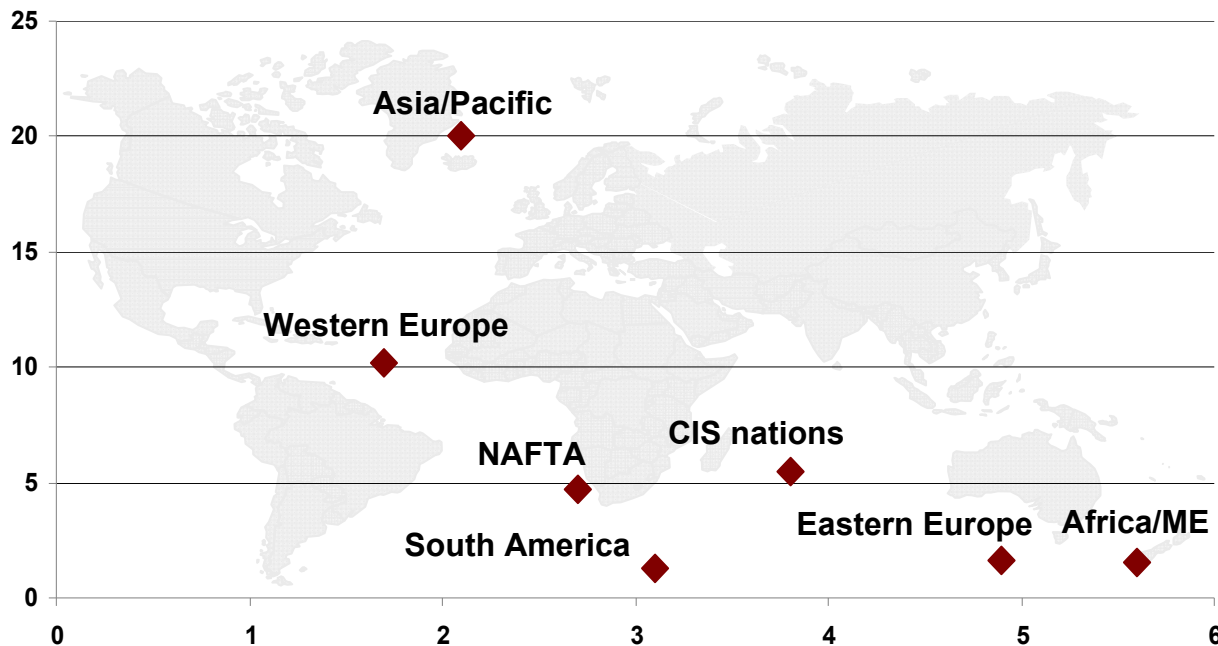 25
Asia/Pacific
20
15
Western Europe
10
CIS nations
NAFTA
5
Eastern Europe
Africa/ME
South America
0
0 1 2 3 4 5 6